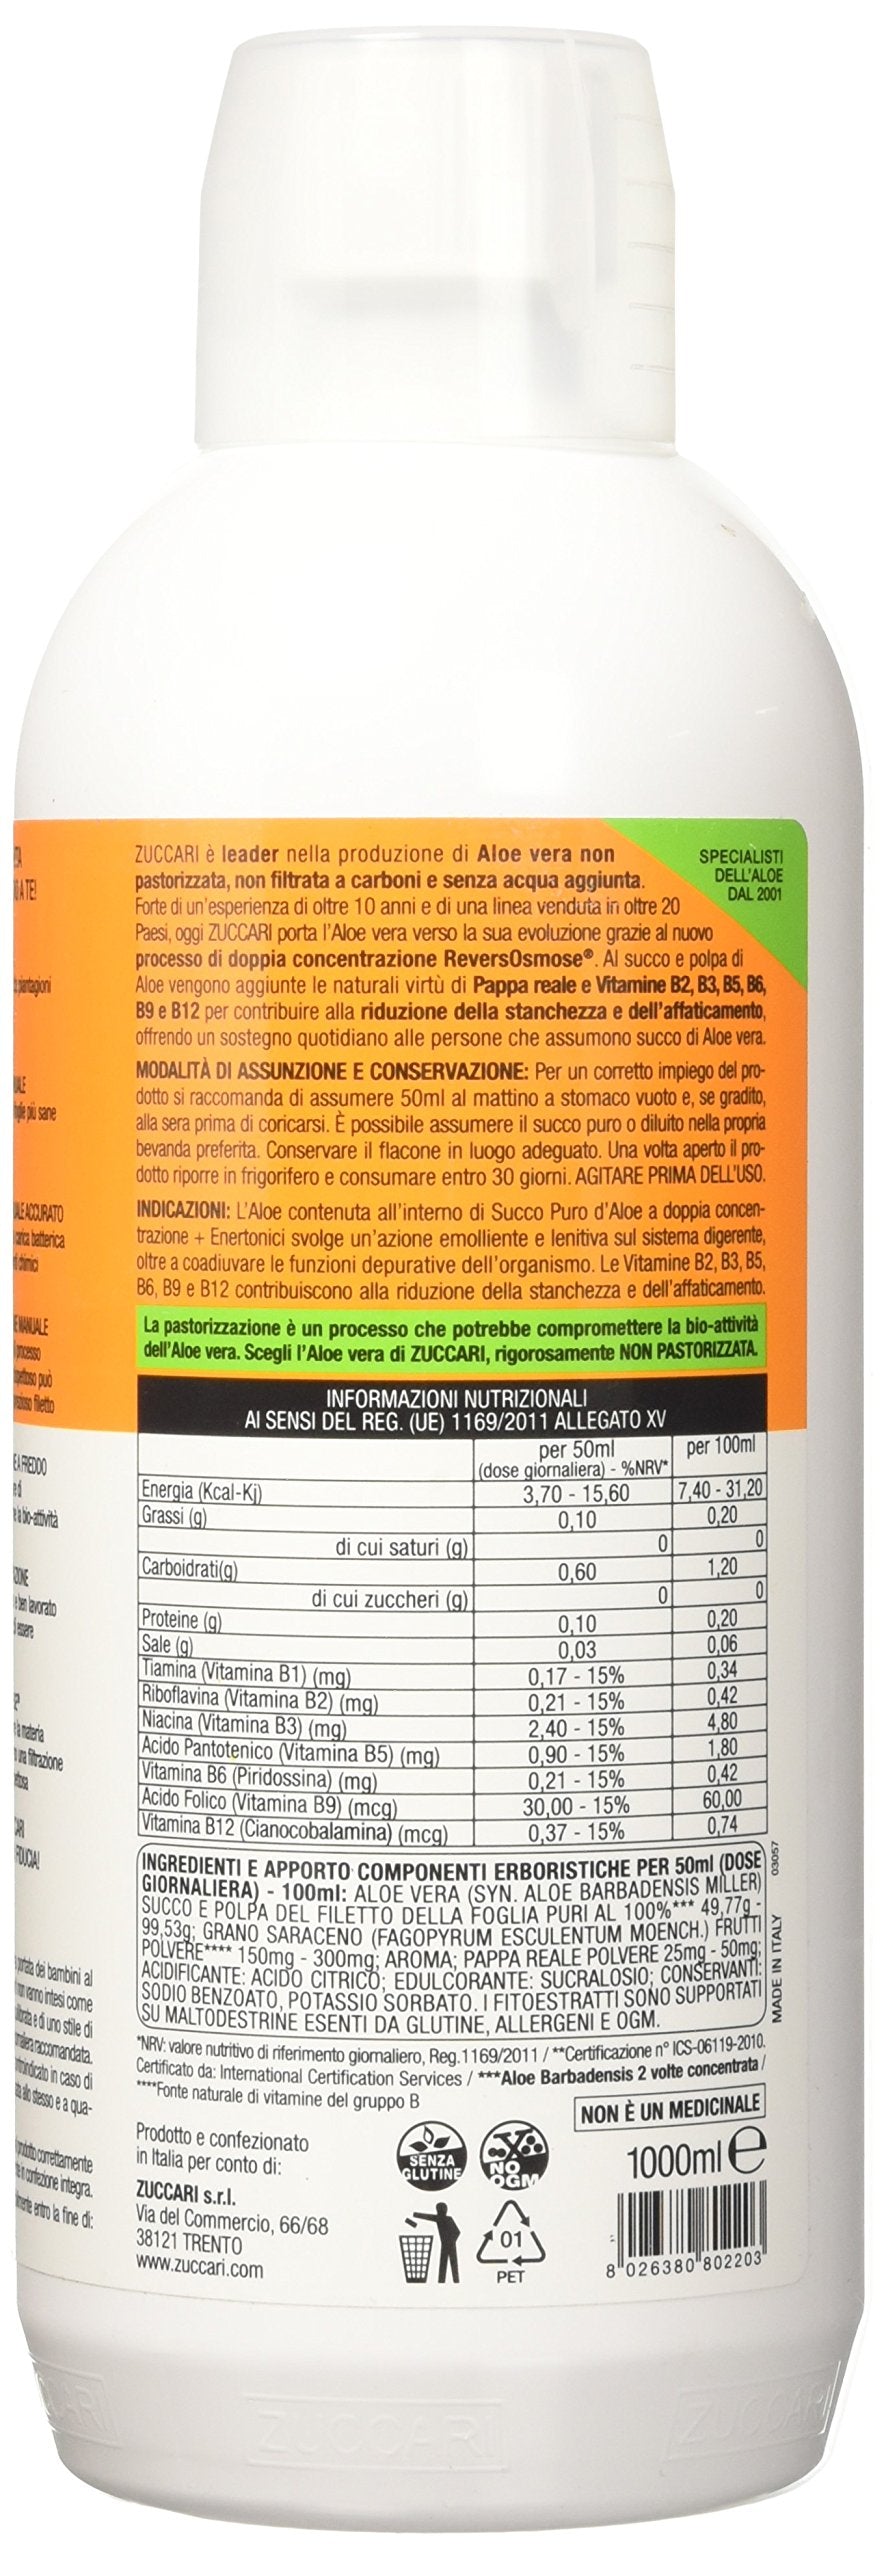 ZUCCARI è leader nella produzione di Aloe vera non
pastorizzata, non filtrata a carboni e senza acqua aggiunta.
Forte di un'esperienza di oltre 10 anni e di una linea venduta in oltre 20
Paesi, oggi ZUCCARI porta l'Aloe vera verso la sua evoluzione grazie al nuovo
processo di doppia concentrazione ReversOsmose®. Al succo e polpa di
Aloe vengono aggiunte le naturali virtù di Pappa reale e Vitamine B2, B3, B5, B6,
B9 e B12 per contribuire alla riduzione della stanchezza e dell'affaticamento,
offrendo un sostegno quotidiano alle persone che assumono succo di Aloe vera.
SPECIALISTI
DELL'ALOE
DAL 2001
MODALITÀ DI ASSUNZIONE E CONSERVAZIONE: Per un corretto impiego del pro-
dotto si raccomanda di assumere 50ml al mattino a stomaco vuoto e, se gradito,
alla sera prima di coricarsi. È possibile assumere il succo puro o diluito nella propria
bevanda preferita. Conservare il flacone in luogo adeguato. Una volta aperto il pro-
dotto riporre in frigorifero e consumare entro 30 giorni. AGITARE PRIMA DELL'USO.
INDICAZIONI: L'Aloe contenuta all'interno di Succo Puro d'Aloe a doppia concen-
trazione + Enertonici svolge un'azione emolliente e lenitiva sul sistema digerente,
oltre a coadiuvare le funzioni depurative dell'organismo. Le Vitamine B2, B3, B5,
B6, B9 e B12 contribuiscono alla riduzione della stanchezza e dell'affaticamento.
La pastorizzazione è un processo che potrebbe compromettere la bio-attività
dell'Aloe vera. Scegli l'Aloe vera di ZUCCARI, rigorosamente NON PASTORIZZATA.
INFORMAZIONI NUTRIZIONALI
AI SENSI DEL REG. (UE) 1169/2011 ALLEGATO XV
per 50ml
(dose giornaliera) - %NRV* per 100ml
Energia (Kcal-Kj) 3,70 - 15,60 7,40 - 31,20
Grassi (g) 0,10 0,20
di cui saturi (g) 0 0
Carboidrati(g) 0,60 1,20
di cui zuccheri (g) 0 0
Proteine (g) 0,10 0,20
Sale (g) 0,03 0,06
Tiamina (Vitamina B1) (mg) 0,17 - 15% 0,34
Riboflavina (Vitamina B2) (mg) 0,21 - 15% 0,42
Niacina (Vitamina B3) (mg) 2,40 - 15% 4,80
Acido Pantotenico (Vitamina B5) (mg) 0,90 - 15% 1,80
Vitamina B6 (Piridossina) (mg) 0,21 - 15% 0,42
Acido Folico (Vitamina B9) (mcg) 30,00 - 15% 60,00
Vitamina B12 (Cianocobalamina) (mcg) 0,37 - 15% 0,74
INGREDIENTI E APPORTO COMPONENTI ERBORISTICHE PER 50ml (DOSE
GIORNALIERA) - 100ml: ALOE VERA (SYN. ALOE BARBADENSIS MILLER)
SUCCO E POLPA DEL FILETTO DELLA FOGLIA PURI AL 100%*** 49,77g -
99,53g; GRANO SARACENO (FAGOPYRUM ESCULENTUM MOENCH.) FRUTTI
POLVERE**** 150mg - 300mg; AROMA; PAPPA REALE POLVERE 25mg - 50mg;
ACIDIFICANTE: ACIDO CITRICO; EDULCORANTE: SUCRALOSIO; CONSERVANTI:
SODIO BENZOATO, POTASSIO SORBATO. I FITOESTRATTI SONO SUPPORTATI
SU MALTODESTRINE ESENTI DA GLUTINE, ALLERGENI E OGM.
03057
MADE IN ITALY
*NRV: valore nutritivo di riferimento giornaliero, Reg.1169/2011 / **Certificazione n° ICS-06119-2010.
Certificato da: International Certification Services / ***Aloe Barbadensis 2 volte concentrata /
****Fonte naturale di vitamine del gruppo B
NON È UN MEDICINALE
Prodotto e confezionato
in Italia per conto di:
ZUCCARI s.r.l.
Via del Commercio, 66/68
38121 TRENTO
www.zuccari.com
SENZA
GLUTINE
NO
OGM
01
PET
1000ml e
8 026380 802203
ZUCCARI
ZUCCARI